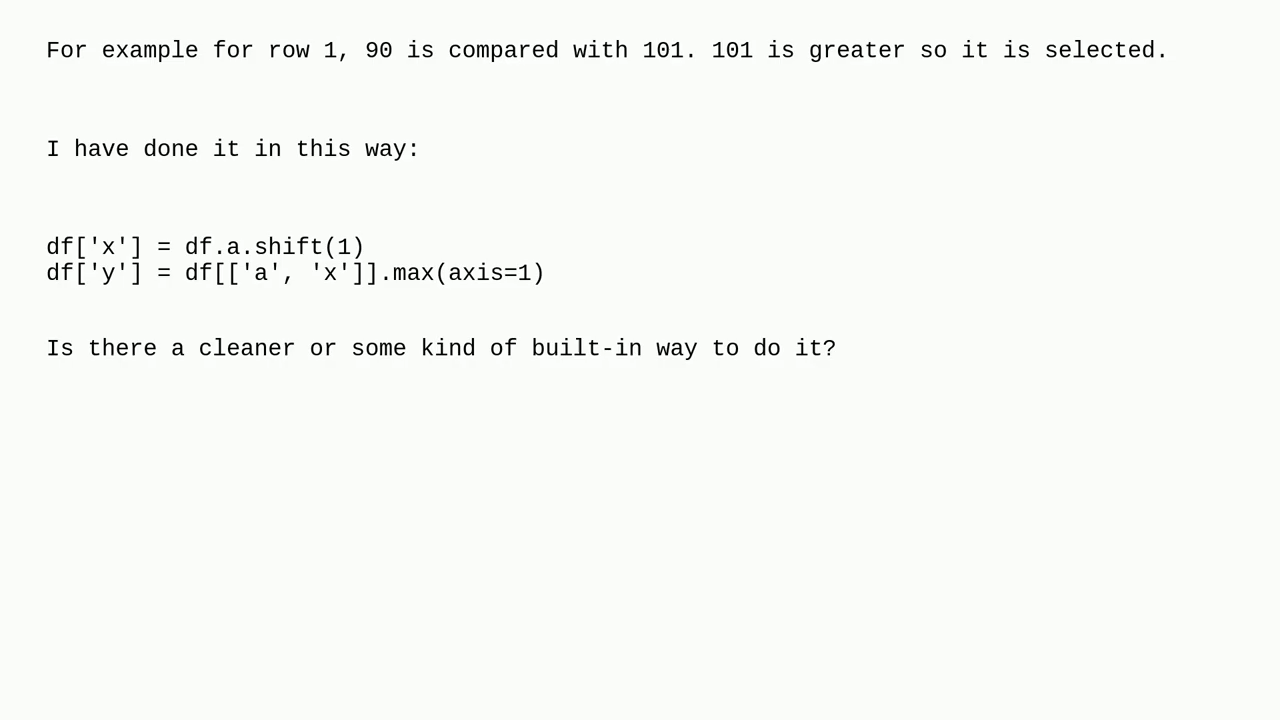 For example for row 1, 90 is compared with 101. 101 is greater so it is selected.
I have done it in this way:
df['x'] = df.a.shift(1)
df['y'] = df[['a', 'x']].max(axis=1)
Is there a cleaner or some kind of built-in way to do it?